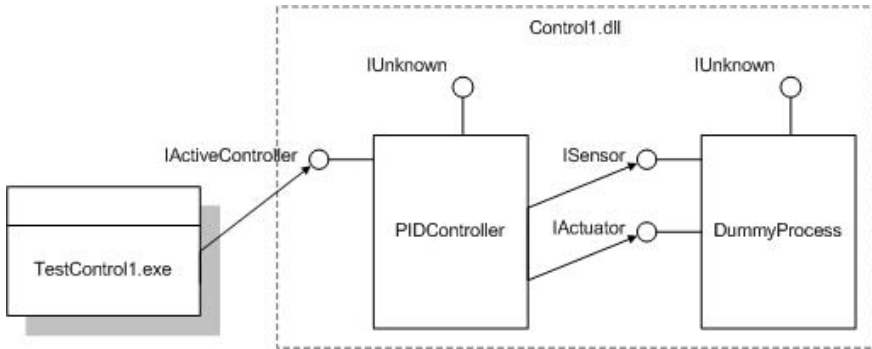 Control1.dll
IUnknown
IUnknown
IActiveController
ISensor
PIDController
IActuator
DummyProcess
TestControl1.exe